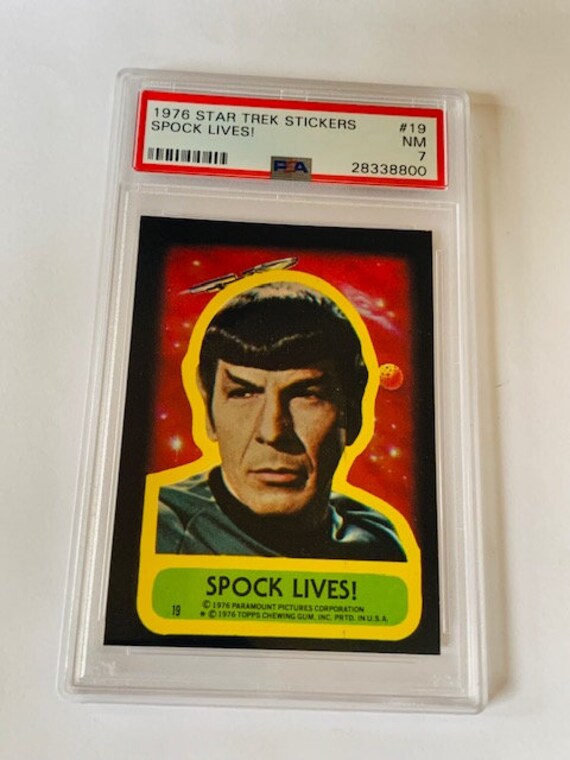 1976 STAR TREK STICKERS #19
SPOCK LIVES! NM
7
PSA 28338800
SPOCK LIVES!
19 © 1976 PARAMOUNT PICTURES CORPORATION
★ © 1976 TOPPS CHEWING GUM, INC. PRTD. IN U.S.A.